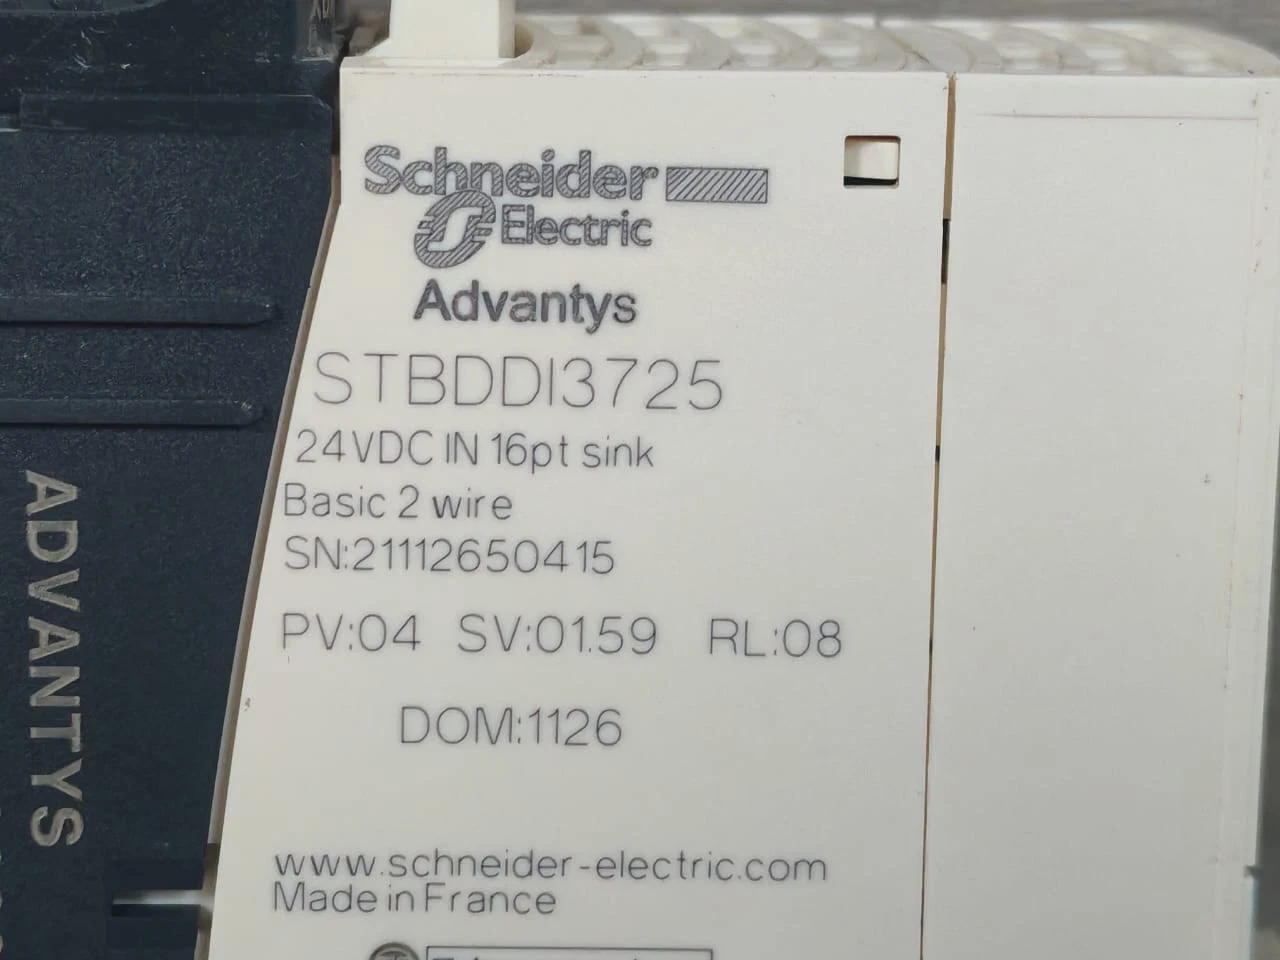 Schneider
Electric
Advantys
STBDDI3725
24VDC IN 16pt sink
Basic 2 wire
SN:21112650415
PV:04 SV:01.59 RL:08
DOM:1126
www.schneider-electric.com
Made in France
ADVANTYS